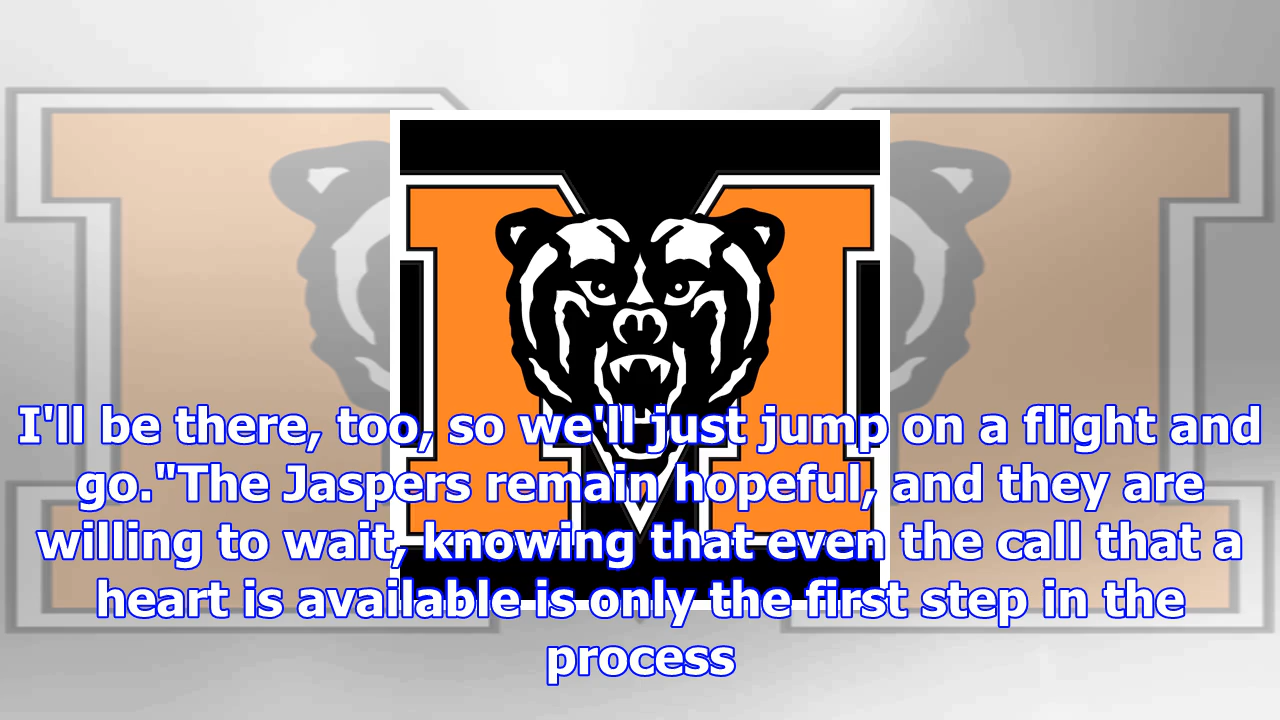 I'll be there, too, so we'll just jump on a flight and
go."The Jaspers remain hopeful, and they are
willing to wait, knowing that even the call that a
heart is available is only the first step in the
process